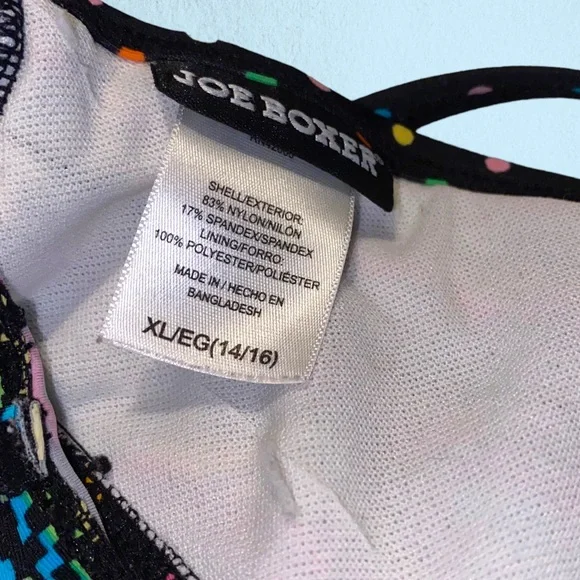 JOE BOXER
SHELL/EXTERIOR:
83% NYLON/NILÓN
17% SPANDEX/SPANDEX
LINING/FORRO:
100% POLYESTER/POLIÉSTER
MADE IN / HECHO EN
BANGLADESH
XL/EG(14/16)